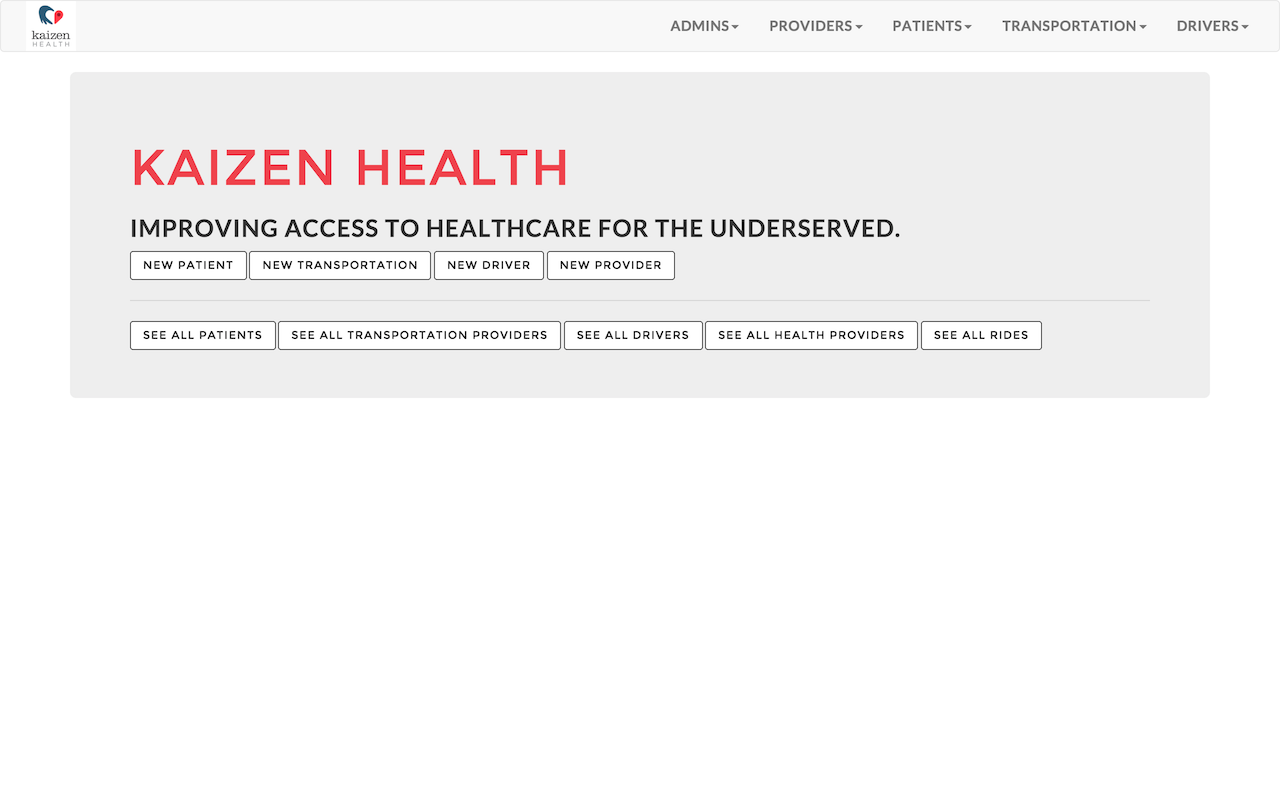 kaizen
HEALTH
ADMINS PROVIDERS PATIENTS TRANSPORTATION DRIVERS
KAIZEN HEALTH
IMPROVING ACCESS TO HEALTHCARE FOR THE UNDERSERVED.
NEW PATIENT NEW TRANSPORTATION NEW DRIVER NEW PROVIDER
SEE ALL PATIENTS SEE ALL TRANSPORTATION PROVIDERS SEE ALL DRIVERS SEE ALL HEALTH PROVIDERS SEE ALL RIDES